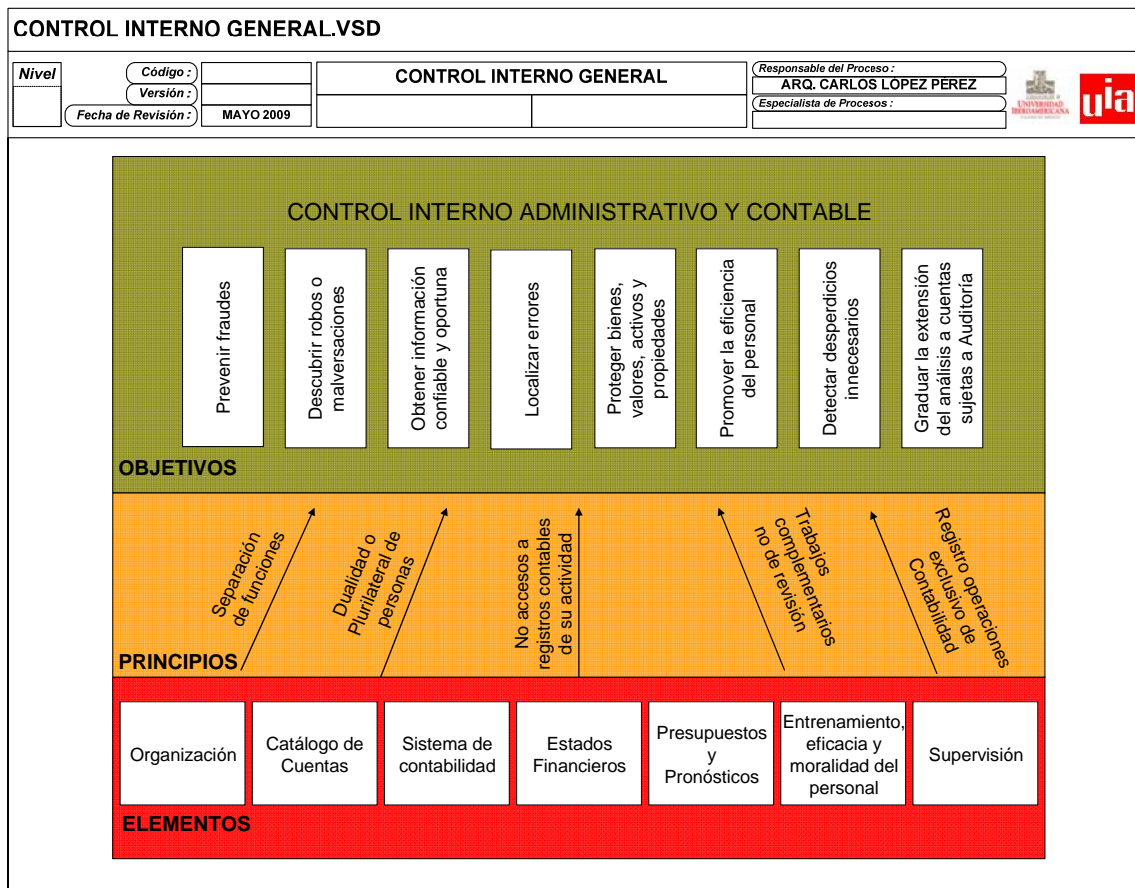 CONTROL INTERNO GENERAL.VSD
Nivel
Código :
Versión :
Fecha de Revisión :
MAYO 2009
CONTROL INTERNO GENERAL
Responsable del Proceso :
ARQ. CARLOS LÓPEZ PÉREZ
Especialista de Procesos :
UNIVERSIDAD
IBEROAMERICANA
uia
CONTROL INTERNO ADMINISTRATIVO Y CONTABLE
Prevenir fraudes
Descubrir robos o
malversaciones
Obtener información
confiable y oportuna
Localizar errores
Proteger bienes,
valores, activos y
propiedades
Promover la eficiencia
del personal
Detectar desperdicios
innecesarios
Graduar la extensión
del análisis a cuentas
sujetas a Auditoría
OBJETIVOS
Separación
de funciones
Dualidad o
Plurilateral de
personas
No accesos a
registros contables
de su actividad
Trabajos
complementarios
no de revisión
Registro operaciones
exclusivo de
Contabilidad
PRINCIPIOS
Organización
Catálogo de
Cuentas
Sistema de
contabilidad
Estados
Financieros
Presupuestos
y
Pronósticos
Entrenamiento,
eficacia y
moralidad del
personal
Supervisión
ELEMENTOS